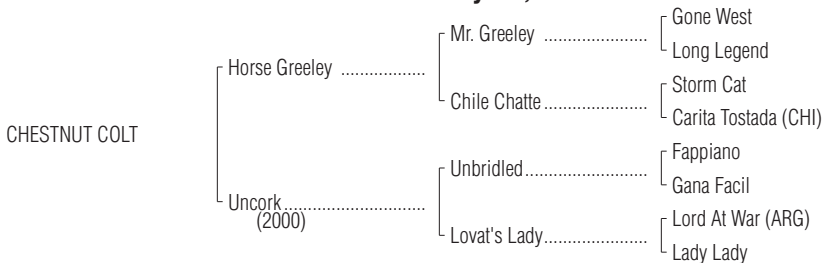 Gone West
Mr. Greeley ....................
Long Legend
Horse Greeley ..................
Storm Cat
Chile Chatte....................
Carita Tostada (CHI)
CHESTNUT COLT
Fappiano
Unbridled.......................
Gana Facil
Uncork..........................
(2000)
Lord At War (ARG)
Lovat's Lady....................
Lady Lady